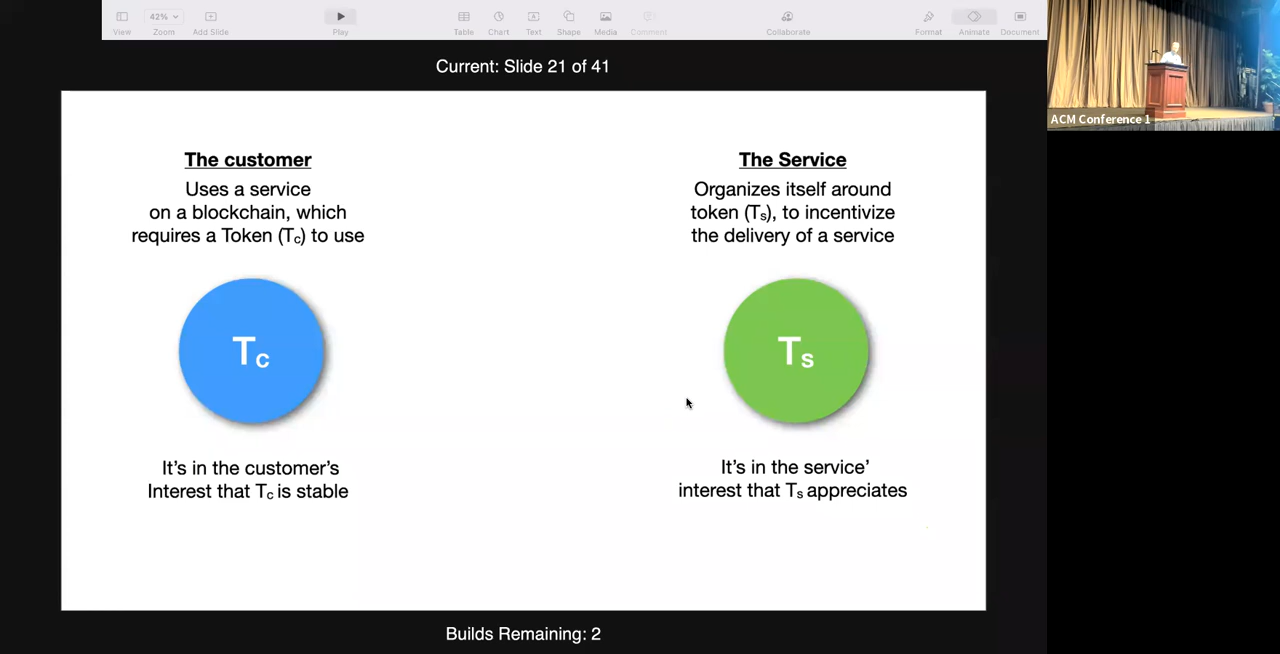 42%
View
Zoom
Add Slide
Play
Table
Chart
Text
Shape
Media
Comment
Collaborate
Format
Animate
Document
Current: Slide 21 of 41
ACM Conference 1
The customer
Uses a service
on a blockchain, which
requires a Token (Tc) to use
Tc
It's in the customer's
Interest that Tc is stable
The Service
Organizes itself around
token (Ts), to incentivize
the delivery of a service
Ts
It's in the service'
interest that Ts appreciates
Builds Remaining: 2